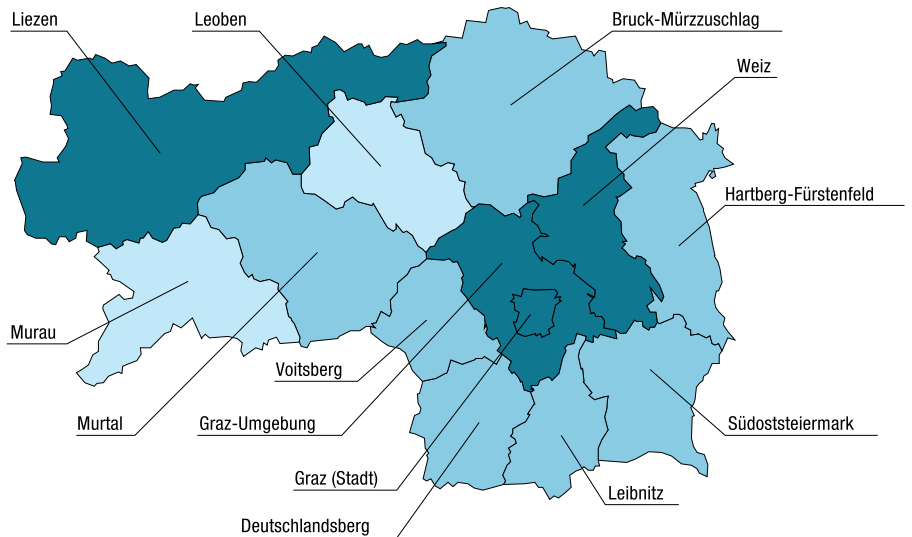 Liezen
Leoben
Bruck-Mürzzuschlag
Weiz
Hartberg-Fürstenfeld
Murau
Voitsberg
Murtal
Graz-Umgebung
Südoststeiermark
Graz (Stadt)
Leibnitz
Deutschlandsberg